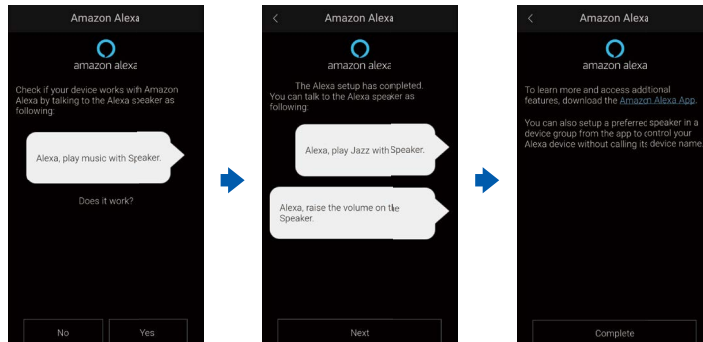 Amazon Alexa
amazon alexa
Check if your device works with Amazon
Alexa by talking to the Alexa speaker as
following:
Alexa, play music with Speaker.
Does it work?
No
Yes
Amazon Alexa
amazon alexa
The Alexa setup has completed.
You can talk to the Alexa speaker as
following:
Alexa, play Jazz with Speaker.
Alexa, raise the volume on the
Speaker.
Next
Amazon Alexa
amazon alexa
To learn more and access addtional
features, download the Amazon Alexa App.
You can also setup a preferred speaker in a
device group from the app to control your
Alexa device without calling its device name.
Complete